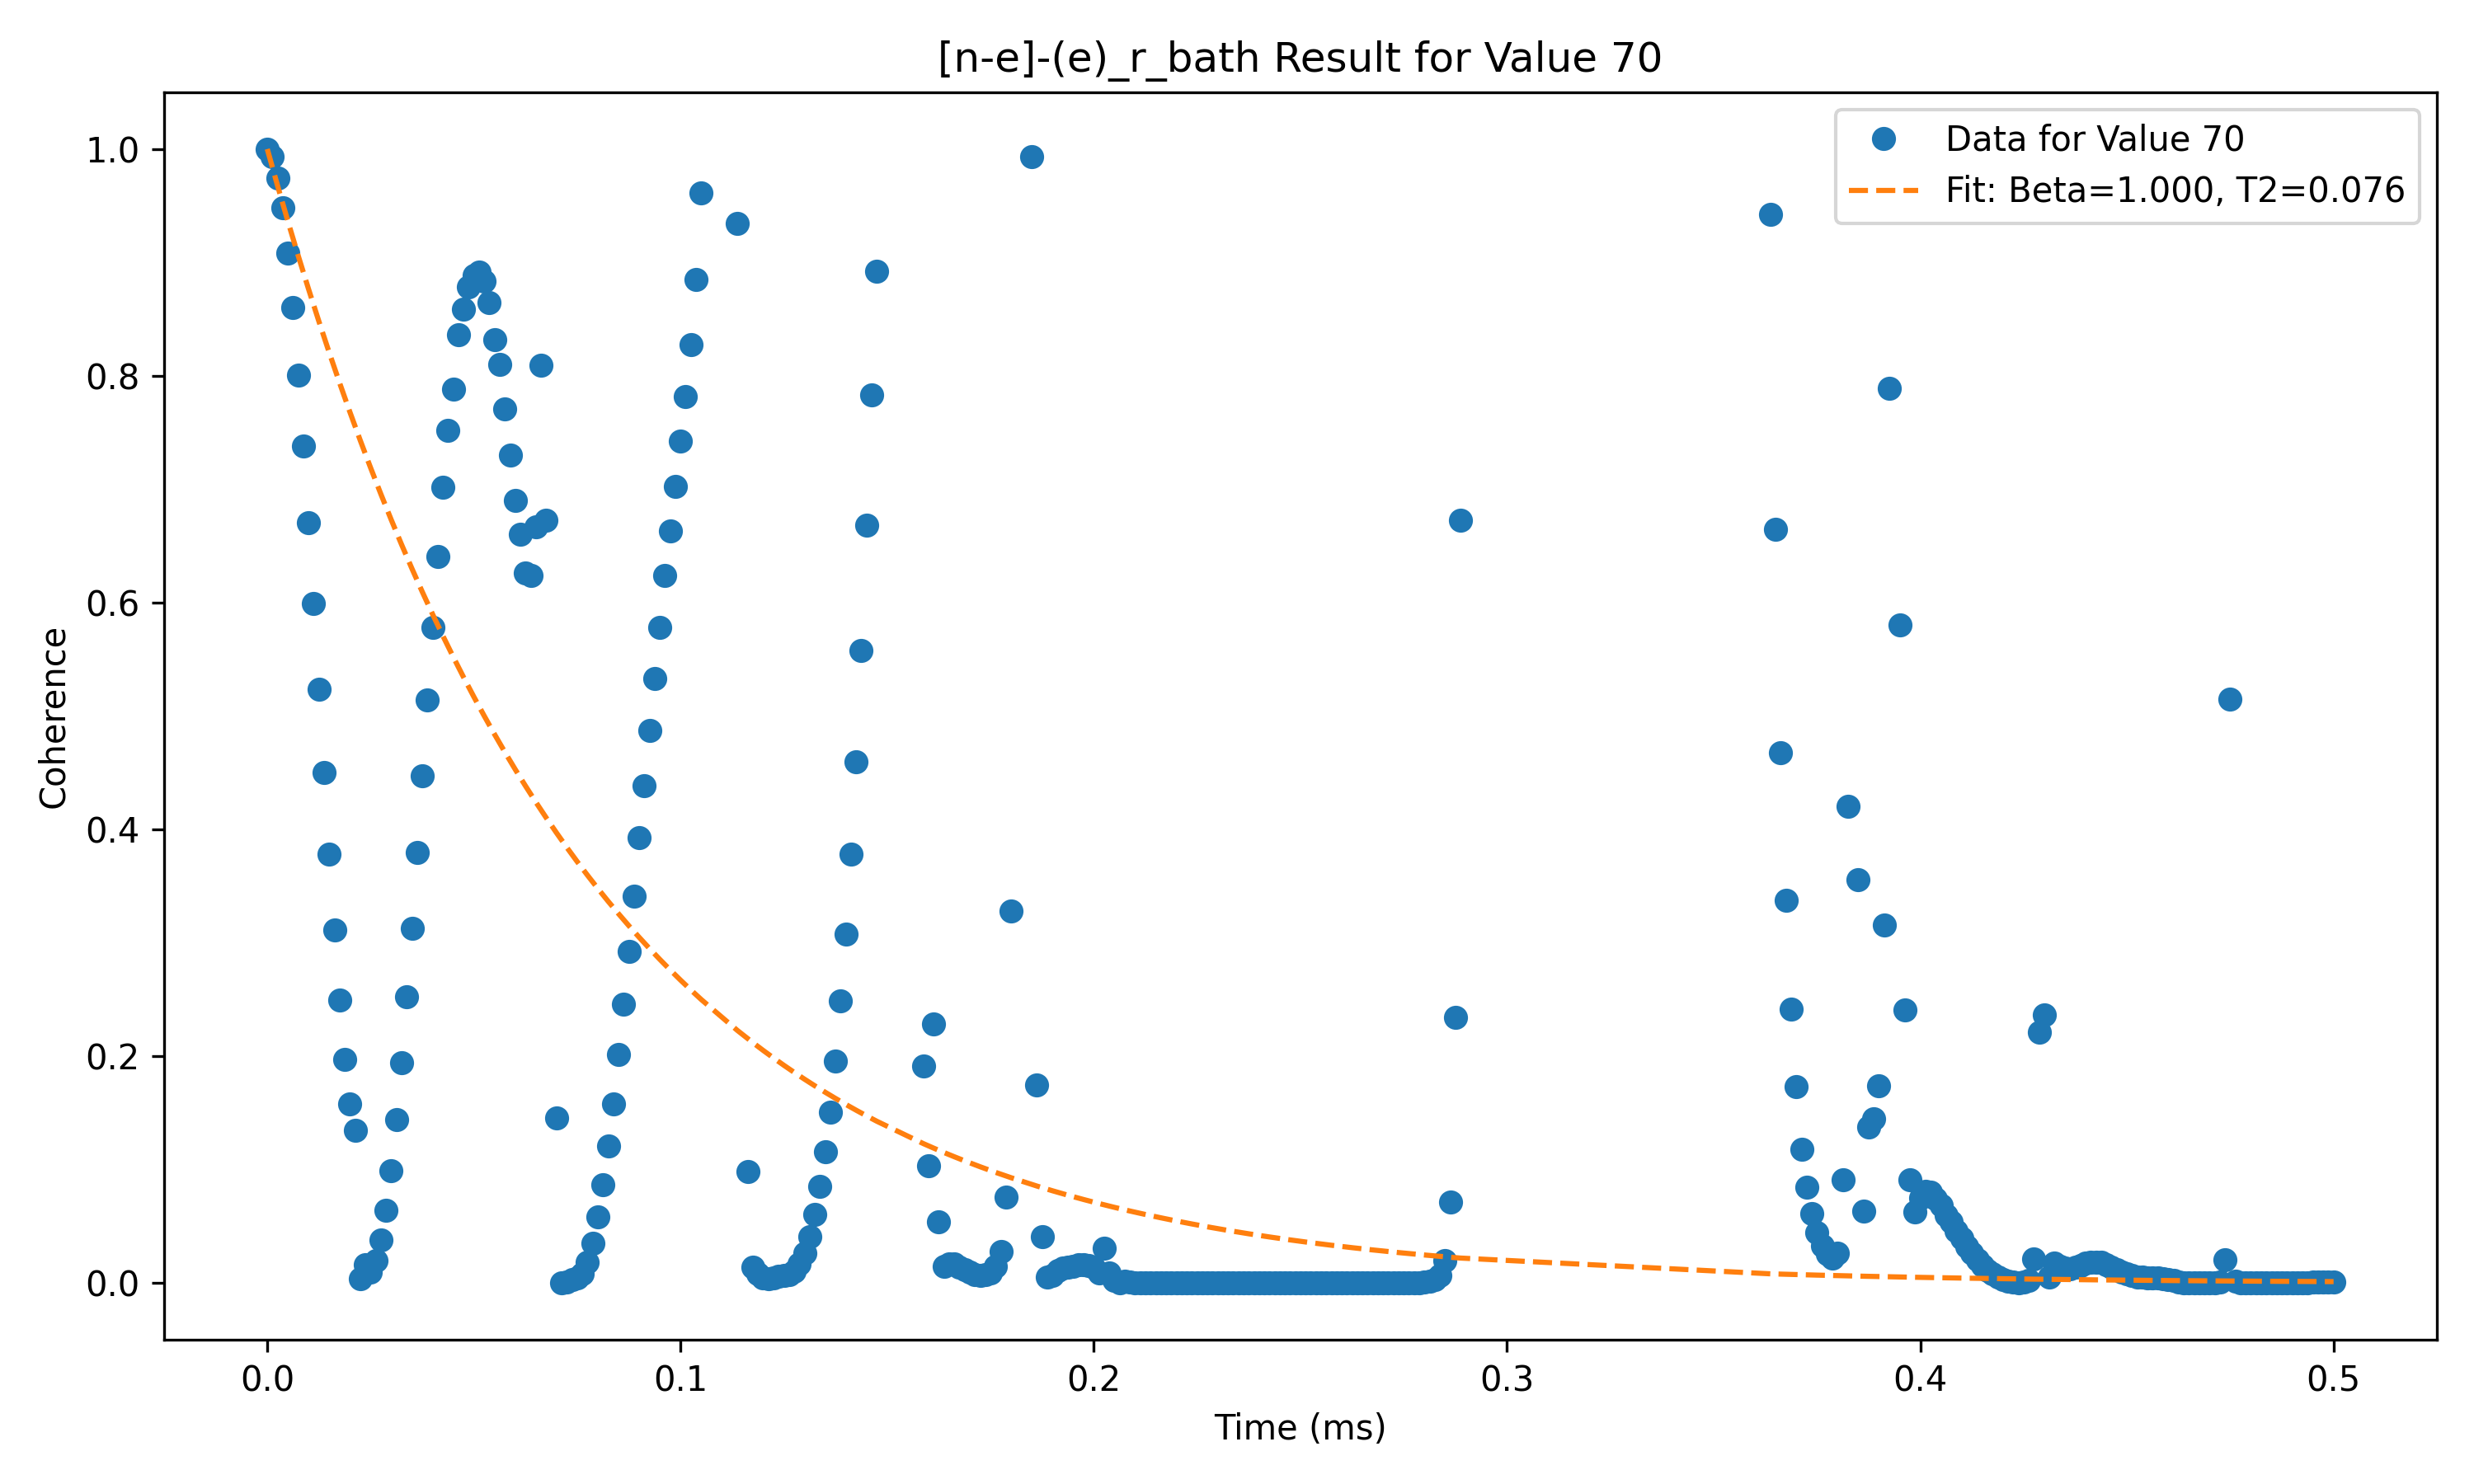 [n-e]-(e)_r_bath Result for Value 70
Data for Value 70
Fit: Beta=1.000, T2=0.076
Coherence
1.0
0.8
0.6
0.4
0.2
0.0
0.0 0.1 0.2 0.3 0.4 0.5
Time (ms)